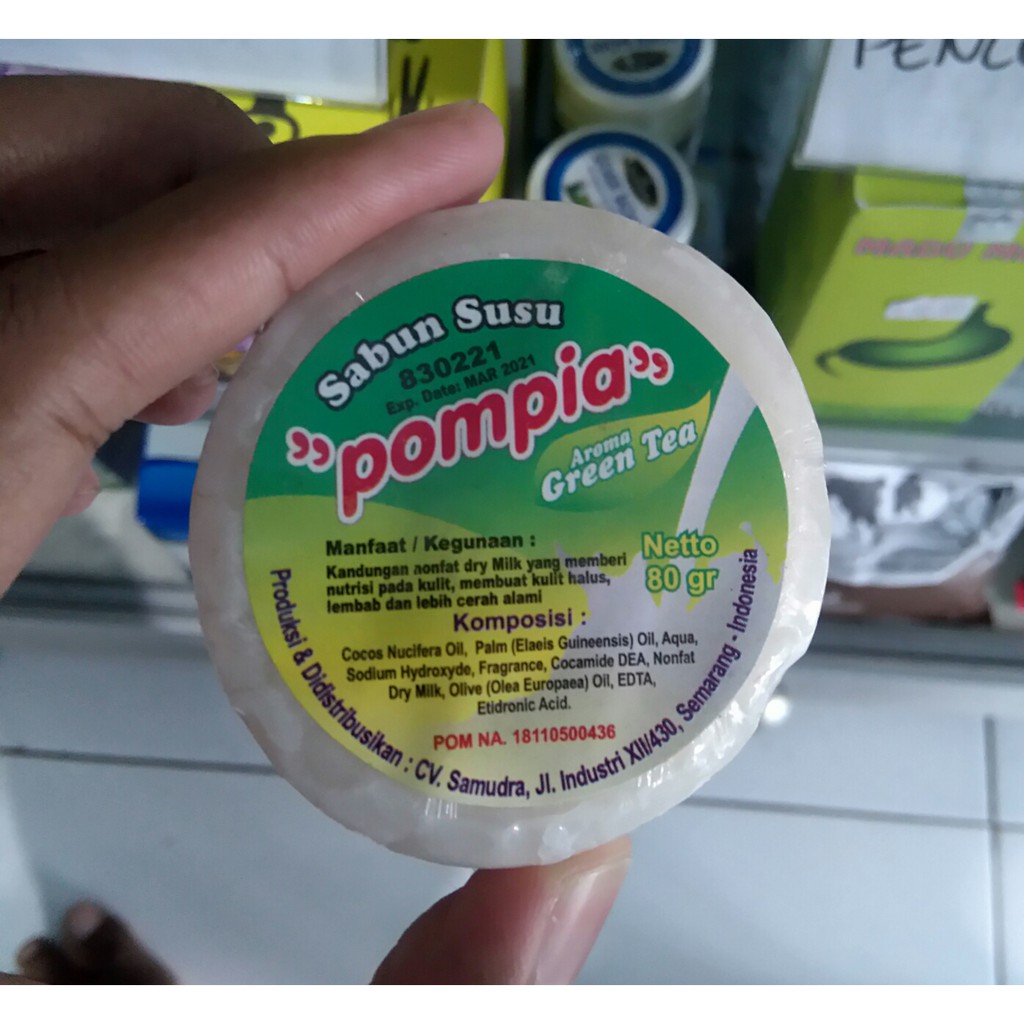 PENC
Sabun Susu
830221
Exp. Date: MAR 2021
"pompia"
Aroma
Green Tea
Manfaat / Kegunaan :
Kandungan nonfat dry Milk yang memberi
nutrisi pada kulit, membuat kulit halus,
lembab dan lebih cerah alami
Netto
80 gr
Komposisi :
Cocos Nucifera Oil, Palm (Elaeis Guineensis) Oil, Aqua,
Sodium Hydroxyde, Fragrance, Cocamide DEA, Nonfat
Dry Milk, Olive (Olea Europaea) Oil, EDTA,
Etidronic Acid.
POM NA. 18110500436
Produksi & Didistribusikan : CV. Samudra, Jl. Industri XII/430, Semarang - Indonesia